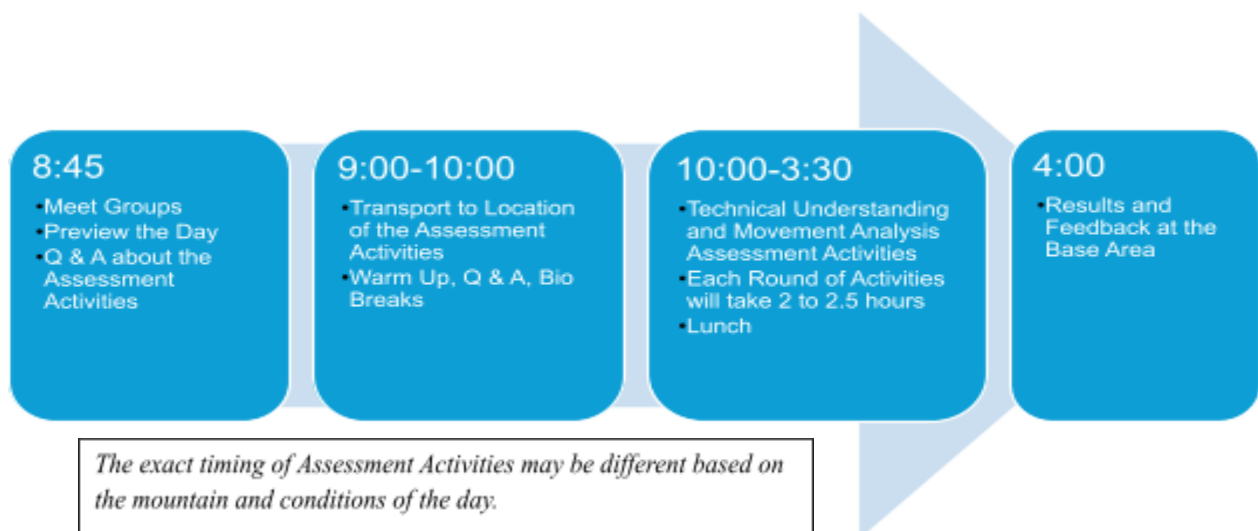 8:45
•Meet Groups
•Preview the Day
•Q & A about the
Assessment
Activities
9:00-10:00
•Transport to Location
of the Assessment
Activities
•Warm Up, Q & A, Bio
Breaks
10:00-3:30
•Technical Understanding
and Movement Analysis
Assessment Activities
•Each Round of Activities
will take 2 to 2.5 hours
•Lunch
4:00
•Results and
Feedback at the
Base Area
The exact timing of Assessment Activities may be different based on
the mountain and conditions of the day.